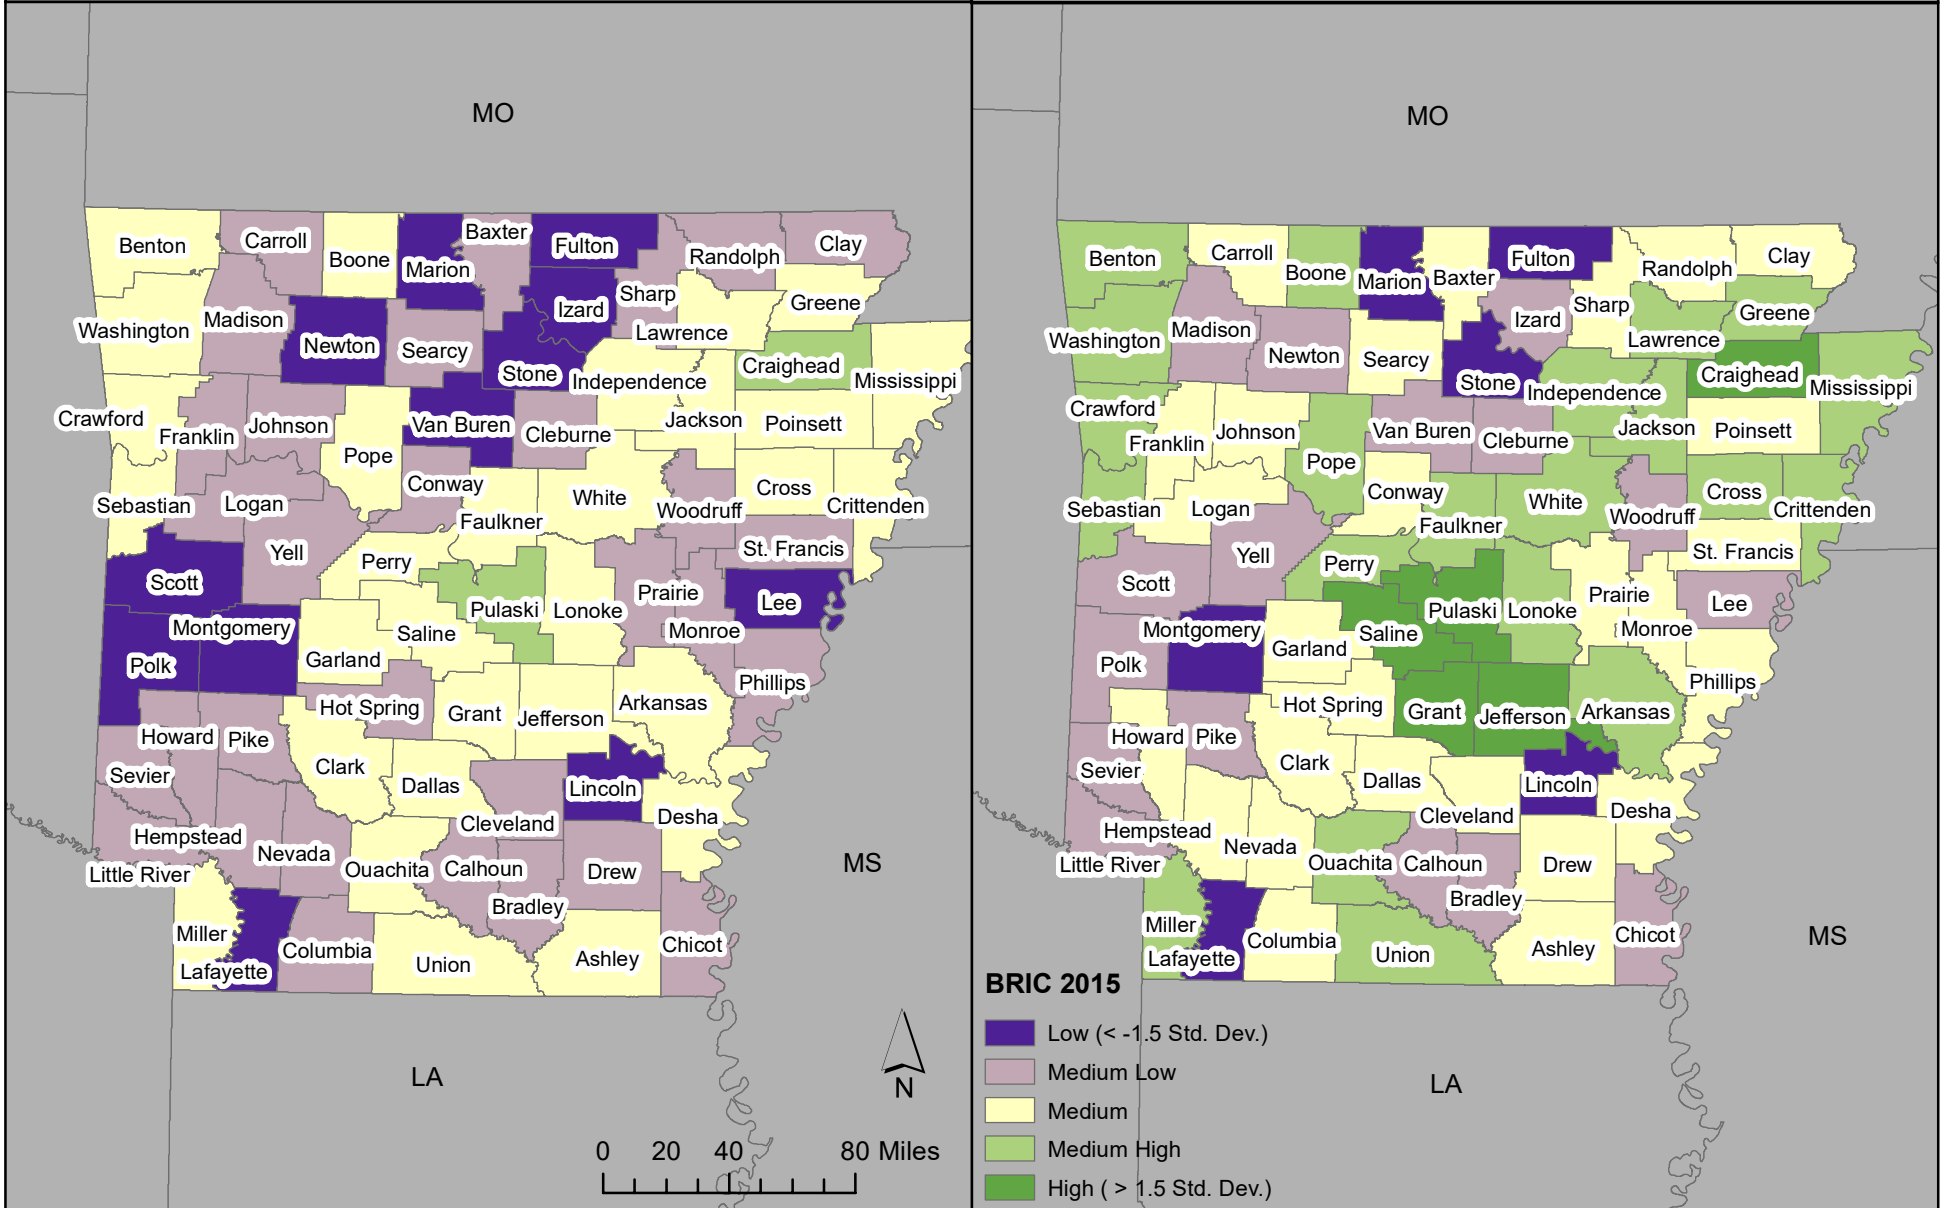 MO
Benton
Carroll
Boone
Marion
Baxter
Fulton
Randolph
Clay
Washington
Madison
Newton
Searcy
Izard
Sharp
Lawrence
Greene
Stone
Independence
Craighead
Mississippi
Crawford
Franklin
Johnson
Pope
Van Buren
Cleburne
Jackson
Poinsett
Sebastian
Logan
Conway
Faulkner
White
Woodruff
Cross
Crittenden
Scott
Yell
Perry
Pulaski
Lonoke
Prairie
St. Francis
Lee
Montgomery
Polk
Garland
Saline
Monroe
Phillips
Howard
Pike
Hot Spring
Grant
Jefferson
Arkansas
Sevier
Clark
Dallas
Lincoln
Desha
Hempstead
Nevada
Cleveland
Little River
Ouachita
Calhoun
Drew
Bradley
Miller
Lafayette
Columbia
Union
Ashley
Chicot
MS
LA
N
0 20 40 80 Miles
MO
Benton
Carroll
Boone
Marion
Baxter
Fulton
Randolph
Clay
Washington
Madison
Newton
Searcy
Izard
Sharp
Lawrence
Greene
Stone
Independence
Craighead
Mississippi
Crawford
Franklin
Johnson
Pope
Van Buren
Cleburne
Jackson
Poinsett
Sebastian
Logan
Conway
Faulkner
White
Woodruff
Cross
Crittenden
Scott
Yell
Perry
Pulaski
Lonoke
Prairie
St. Francis
Lee
Montgomery
Polk
Garland
Saline
Monroe
Phillips
Howard
Pike
Hot Spring
Grant
Jefferson
Arkansas
Sevier
Clark
Dallas
Lincoln
Desha
Hempstead
Nevada
Cleveland
Little River
Ouachita
Calhoun
Drew
Bradley
Miller
Lafayette
Columbia
Union
Ashley
Chicot
MS
LA
BRIC 2015
Low (< -1.5 Std. Dev.)
Medium Low
Medium
Medium High
High ( > 1.5 Std. Dev.)